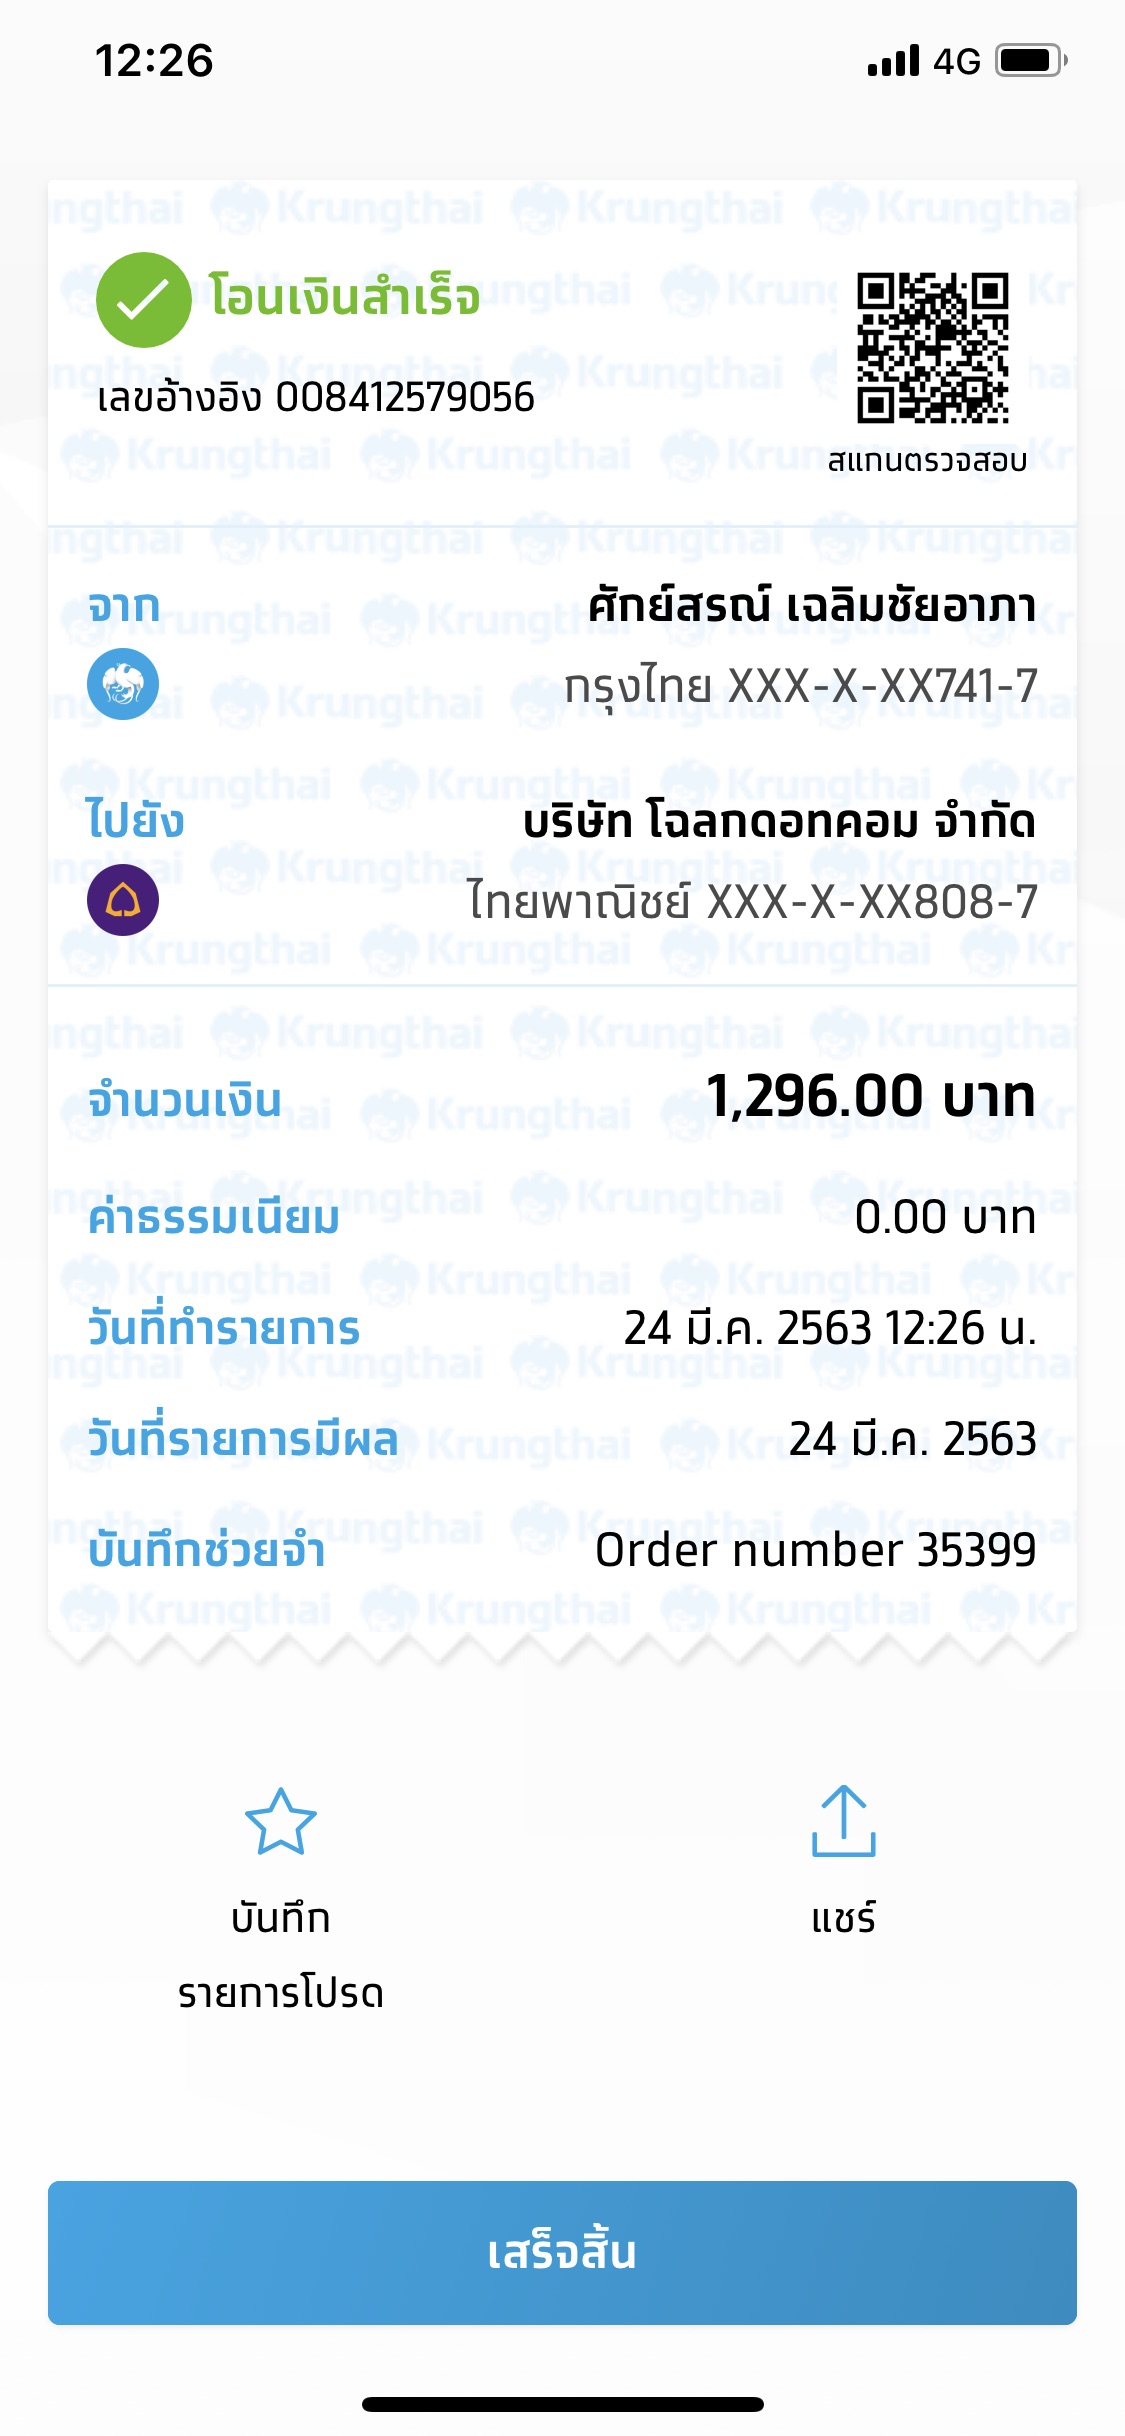 12:26
4G
โอนเงินสำเร็จ
เลขอ้างอิง 008412579056
สแกนตรวจสอบ
จาก
ศักย์สรณ์ เฉลิมชัยอาภา
กรุงไทย XXX-X-XX741-7
ไปยัง
บริษัท โฉลกดอทคอม จำกัด
ไทยพาณิชย์ XXX-X-XX808-7
จำนวนเงิน
1,296.00 บาท
ค่าธรรมเนียม
0.00 บาท
วันที่ทำรายการ
24 มี.ค. 2563 12:26 น.
วันที่รายการมีผล
24 มี.ค. 2563
บันทึกช่วยจำ
Order number 35399
บันทึก
รายการโปรด
แชร์
เสร็จสิ้น